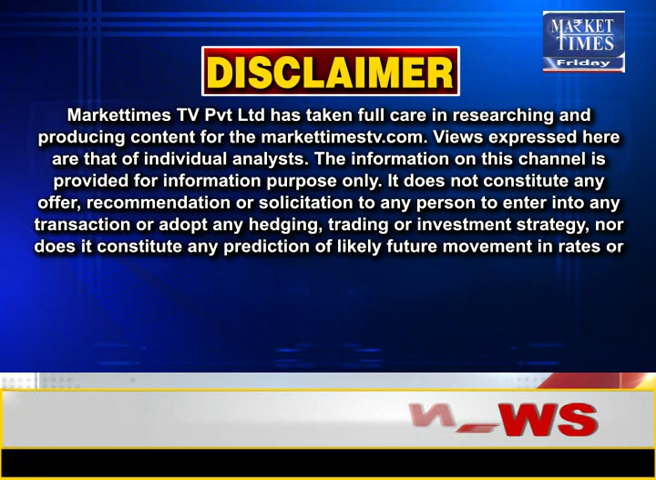 MARKET
TIMES
Friday
DISCLAIMER
Markettimes TV Pvt Ltd has taken full care in researching and
producing content for the markettimestv.com. Views expressed here
are that of individual analysts. The information on this channel is
provided for information purpose only. It does not constitute any
offer, recommendation or solicitation to any person to enter into any
transaction or adopt any hedging, trading or investment strategy, nor
does it constitute any prediction of likely future movement in rates or